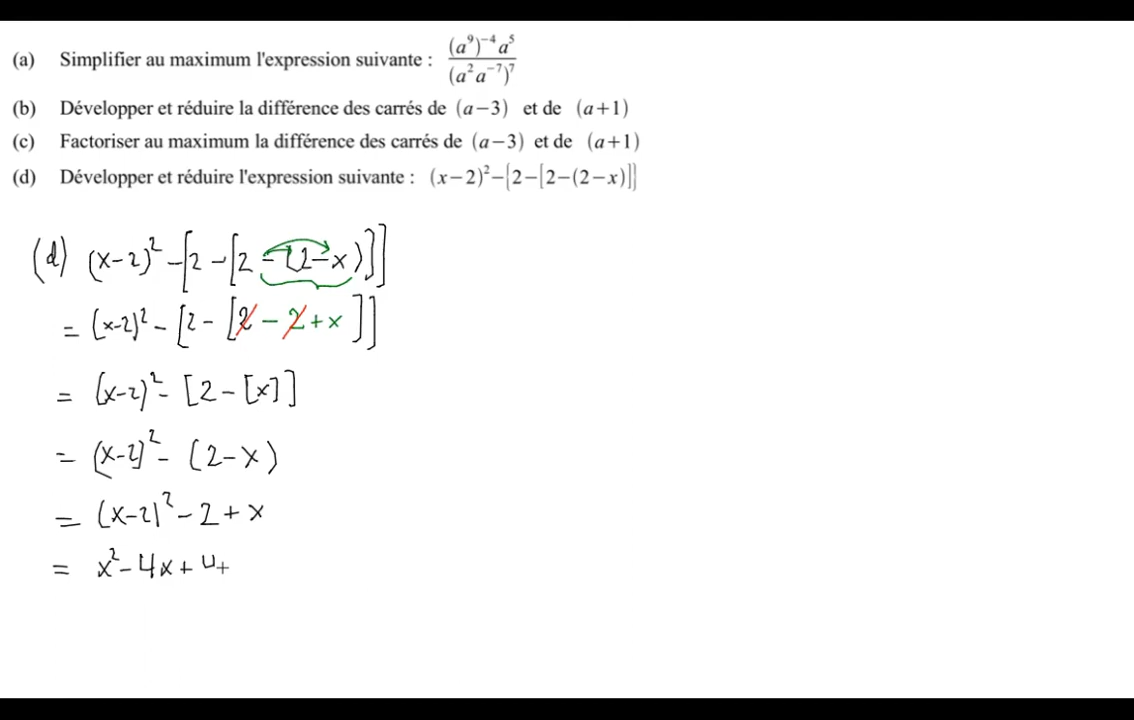 (a) Simplifier au maximum l'expression suivante : (a⁹)⁻⁴a⁵ / (a²a⁻⁷)⁷
(b) Développer et réduire la différence des carrés de (a−3) et de (a+1)
(c) Factoriser au maximum la différence des carrés de (a−3) et de (a+1)
(d) Développer et réduire l'expression suivante : (x−2)²−[2−[2−(2−x)]]
(d) (x-2)² - [2 - [2 - (2-x)]]
= (x-2)² - [2 - [2 - 2 + x]]
= (x-2)² - [2 - [x]]
= (x-2)² - (2-x)
= (x-2)² - 2 + x
= x² - 4x + 4+